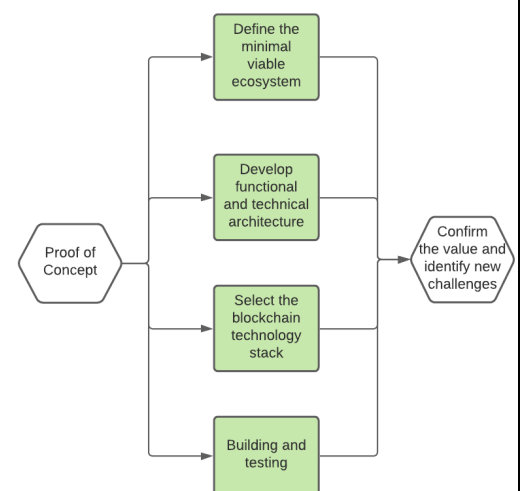 Define the
minimal
viable
ecosystem
Develop
functional
and technical
architecture
Proof of
Concept
Confirm
the value and
identify new
challenges
Select the
blockchain
technology
stack
Building and
testing